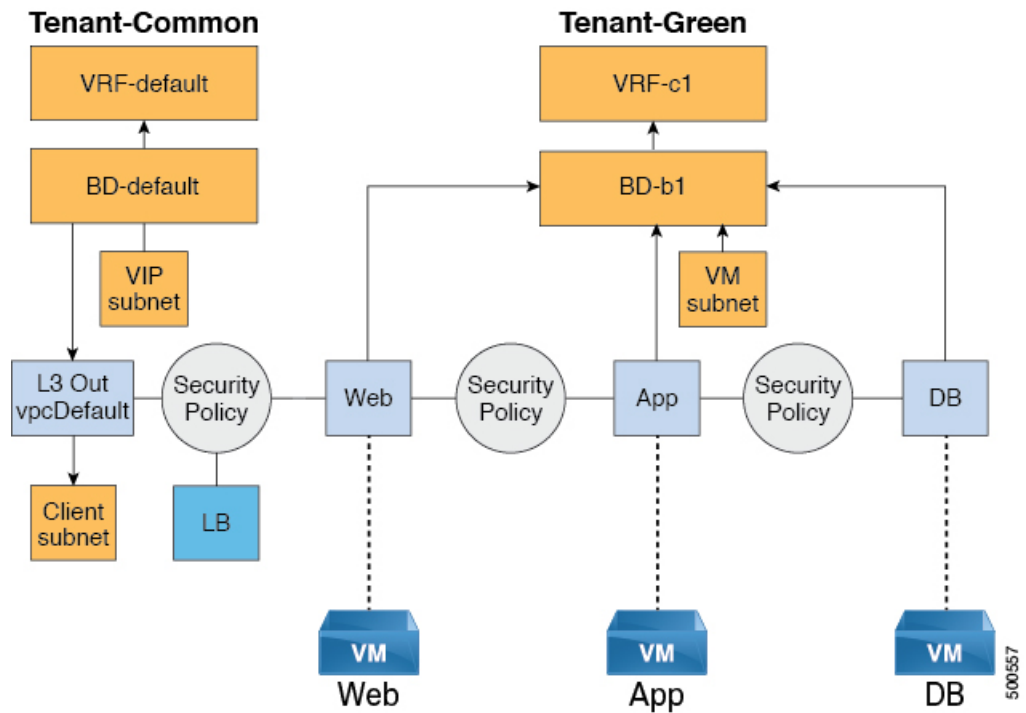 Tenant-Common
Tenant-Green
VRF-default
VRF-c1
BD-default
BD-b1
VIP
subnet
VM
subnet
L3 Out
vpcDefault
Security
Policy
Web
Security
Policy
App
Security
Policy
DB
Client
subnet
LB
VM
Web
VM
App
VM
DB
500557